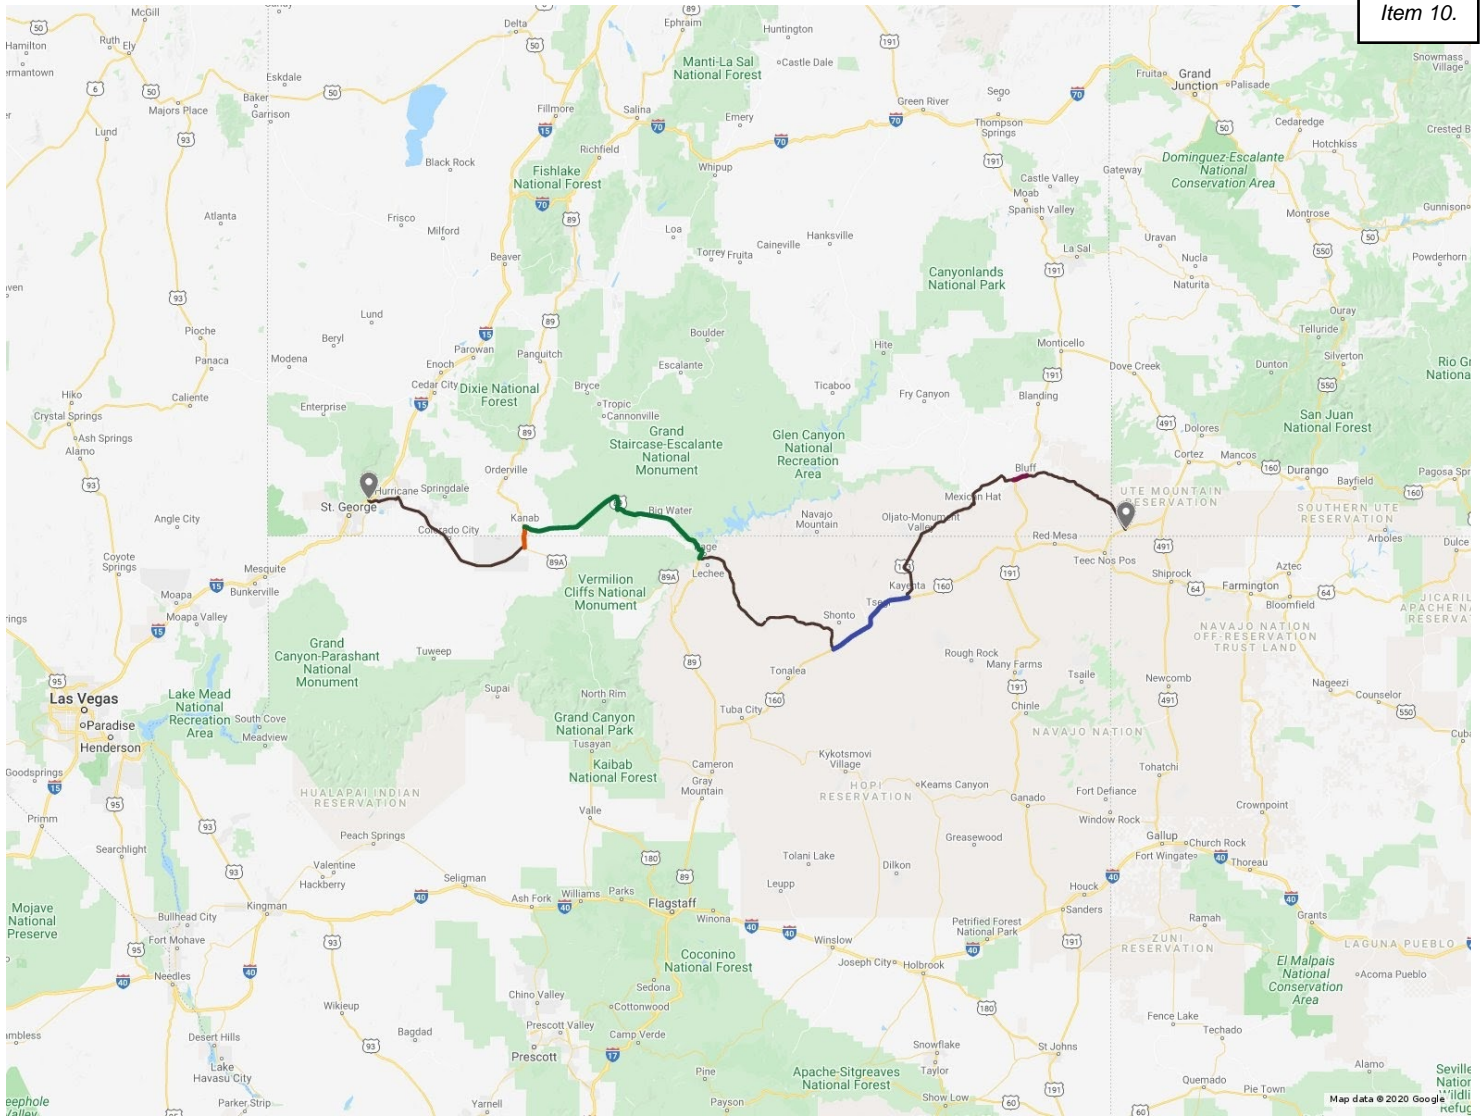 Item 10.
McGill
Ruth
Ely
Hamilton
Delta
Ephraim
Huntington
Manti-La Sal
National Forest
Castle Dale
Fruita
Grand
Junction
Palisade
Snowmass
Village
Eskdale
Baker
Garrison
Majors Place
Lund
Fillmore
Salina
Emery
Green River
Sego
Thompson
Springs
Cedaredge
Hotchkiss
Black Rock
Richfield
Whipup
Fishlake
National Forest
Castle Valley
Moab
Spanish Valley
Gateway
Dominguez-Escalante
National
Conservation Area
Atlanta
Frisco
Milford
Loa
Torrey
Fruita
Caineville
Hanksville
Beaver
La Sal
Uravan
Nucla
Naturita
Montrose
Gunnison
Powderhorn
Canyonlands
National Park
Pioche
Panaca
Lund
Beryl
Modena
Parowan
Enoch
Cedar City
Panguitch
Boulder
Escalante
Hite
Monticello
Dove Creek
Ouray
Telluride
Silverton
Dunton
Hiko
Crystal Springs
Ash Springs
Alamo
Caliente
Enterprise
Dixie National
Forest
Bryce
Tropic
Cannonville
Ticaboo
Fry Canyon
Blanding
San Juan
National Forest
Grand
Staircase-Escalante
National
Monument
Glen Canyon
National
Recreation
Area
Dolores
Cortez
Mancos
Durango
Bayfield
Pagosa Spr
Orderville
Hurricane
Springdale
St. George
Colorado City
Kanab
Big Water
Bluff
Mexican Hat
UTE MOUNTAIN
RESERVATION
SOUTHERN UTE
RESERVATION
Angle City
Navajo
Mountain
Oljato-Monument
Valley
Red Mesa
Teec Nos Pos
Arboles
Dulce
Coyote
Springs
Mesquite
Bunkerville
Moapa
Moapa Valley
Lechee
Vermilion
Cliffs National
Monument
Kayenta
Shonto
Shiprock
Farmington
Aztec
Bloomfield
NAVAJO NATION
OFF-RESERVATION
TRUST LAND
Grand
Canyon-Parashant
National
Monument
Tuweep
Supai
Tonalea
Rough Rock
Many Farms
Tsaile
Newcomb
Nageezi
Counselor
Las Vegas
Paradise
Henderson
Lake Mead
National
Recreation
Area
South Cove
Meadview
North Rim
Grand Canyon
National Park
Tusayan
Tuba City
Chinle
NAVAJO NATION
Kaibab
National Forest
Cameron
Gray
Mountain
Kykotsmovi
Village
HOPI
RESERVATION
Keams Canyon
Tohatchi
Ganado
Fort Defiance
Window Rock
Crownpoint
Goodsprings
Primm
HUALAPAI INDIAN
RESERVATION
Peach Springs
Valle
Searchlight
Valentine
Hackberry
Seligman
Greasewood
Gallup
Church Rock
Fort Wingate
Thoreau
Tolani Lake
Leupp
Dilkon
Houck
Sanders
Mojave
National
Preserve
Bullhead City
Fort Mohave
Kingman
Ash Fork
Williams
Parks
Flagstaff
Winona
Winslow
Joseph City
Holbrook
Petrified Forest
National Park
Ramah
Grants
ZUNI
RESERVATION
LAGUNA PUEBLO
Acoma Pueblo
El Malpais
National
Conservation
Area
Needles
Coconino
National Forest
Sedona
Cottonwood
Chino Valley
Prescott Valley
Prescott
Camp Verde
Wikieup
Bagdad
Desert Hills
Lake
Havasu City
Parker Strip
Yarnell
Pine
Payson
Apache-Sitgreaves
National Forest
Snowflake
Taylor
Show Low
St Johns
Fence Lake
Techado
Quemado
Pie Town
Alamo
Map data © 2020 Google